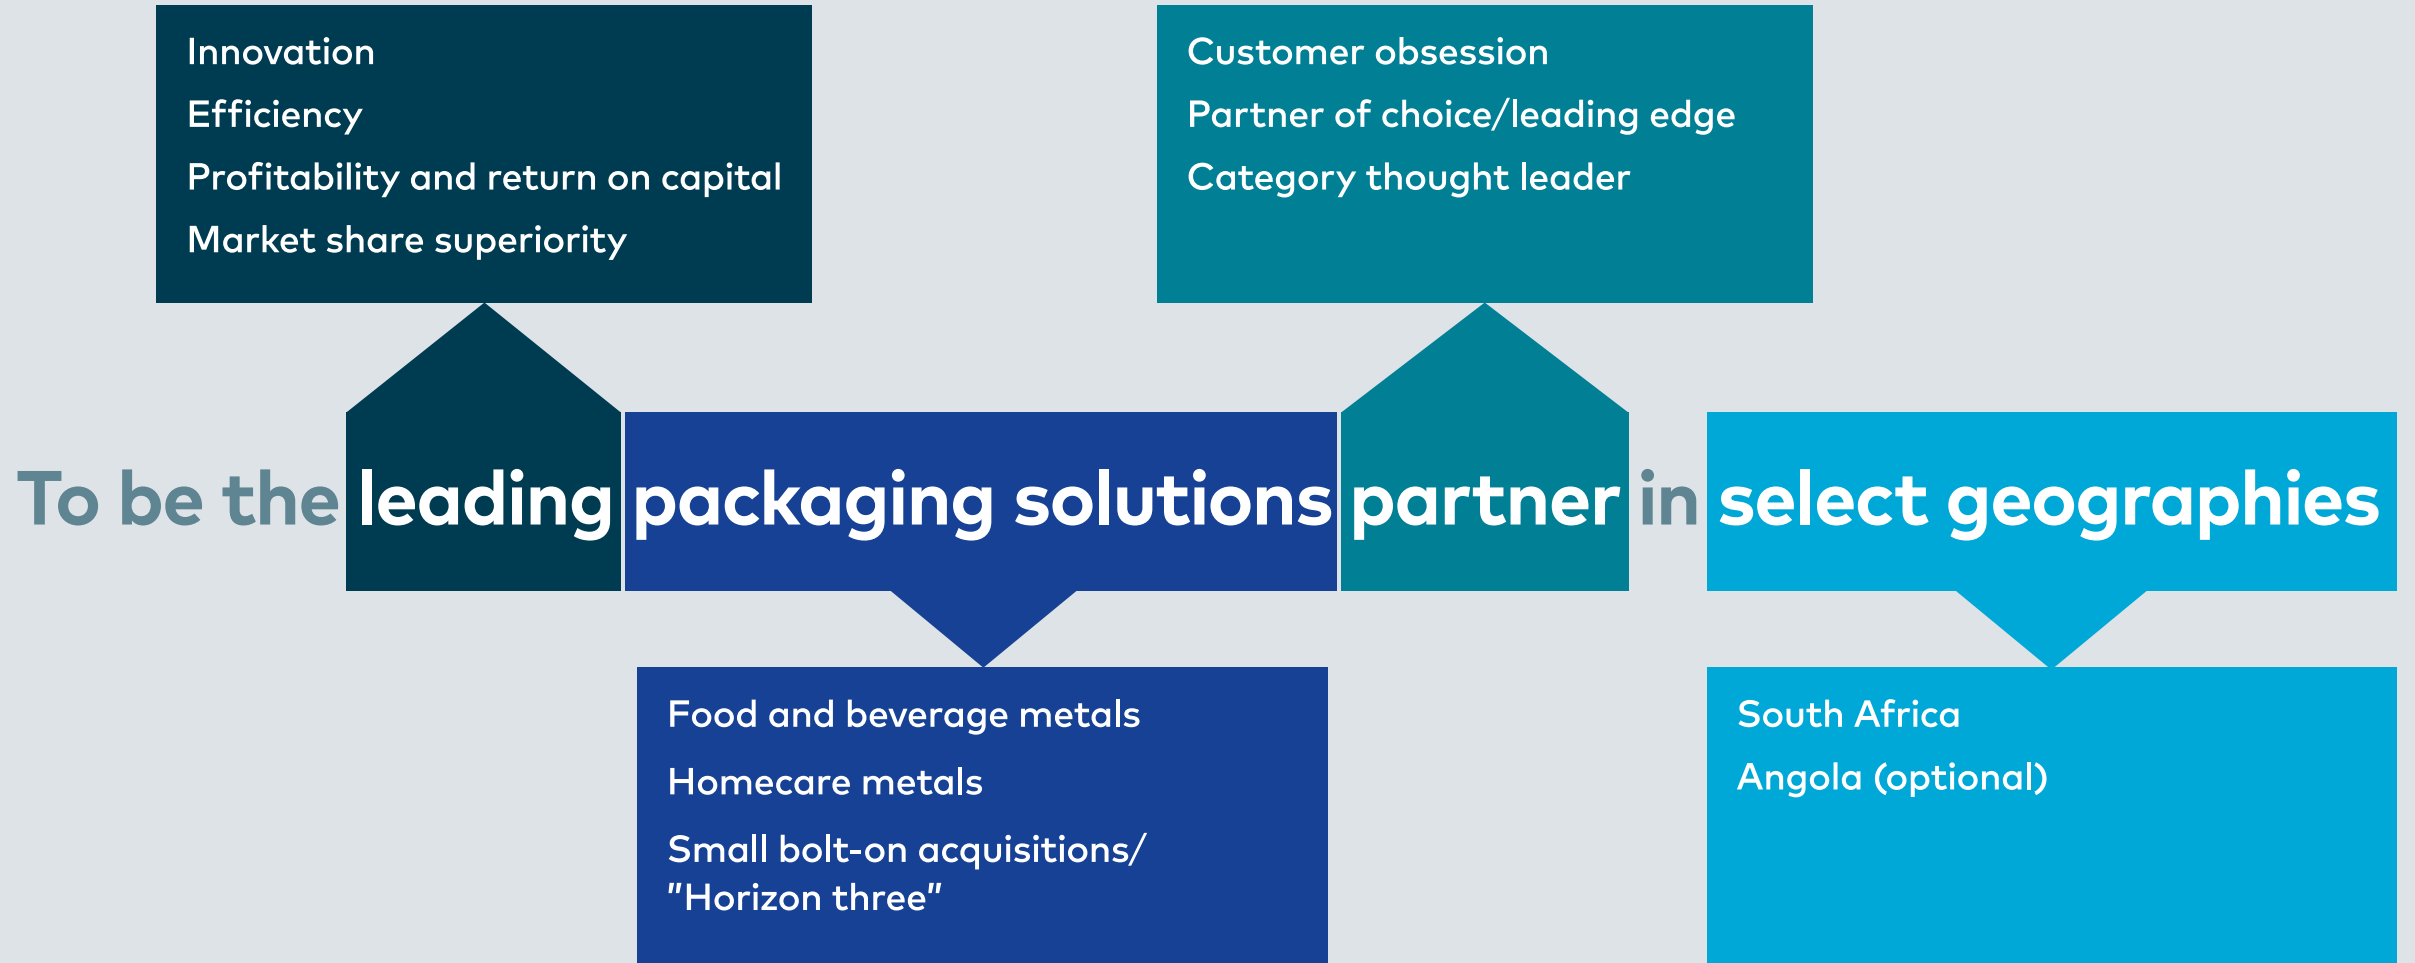 Innovation
Efficiency
Profitability and return on capital
Market share superiority
Customer obsession
Partner of choice/leading edge
Category thought leader
To be the leading packaging solutions partner in select geographies
Food and beverage metals
Homecare metals
Small bolt-on acquisitions/
"Horizon three"
South Africa
Angola (optional)